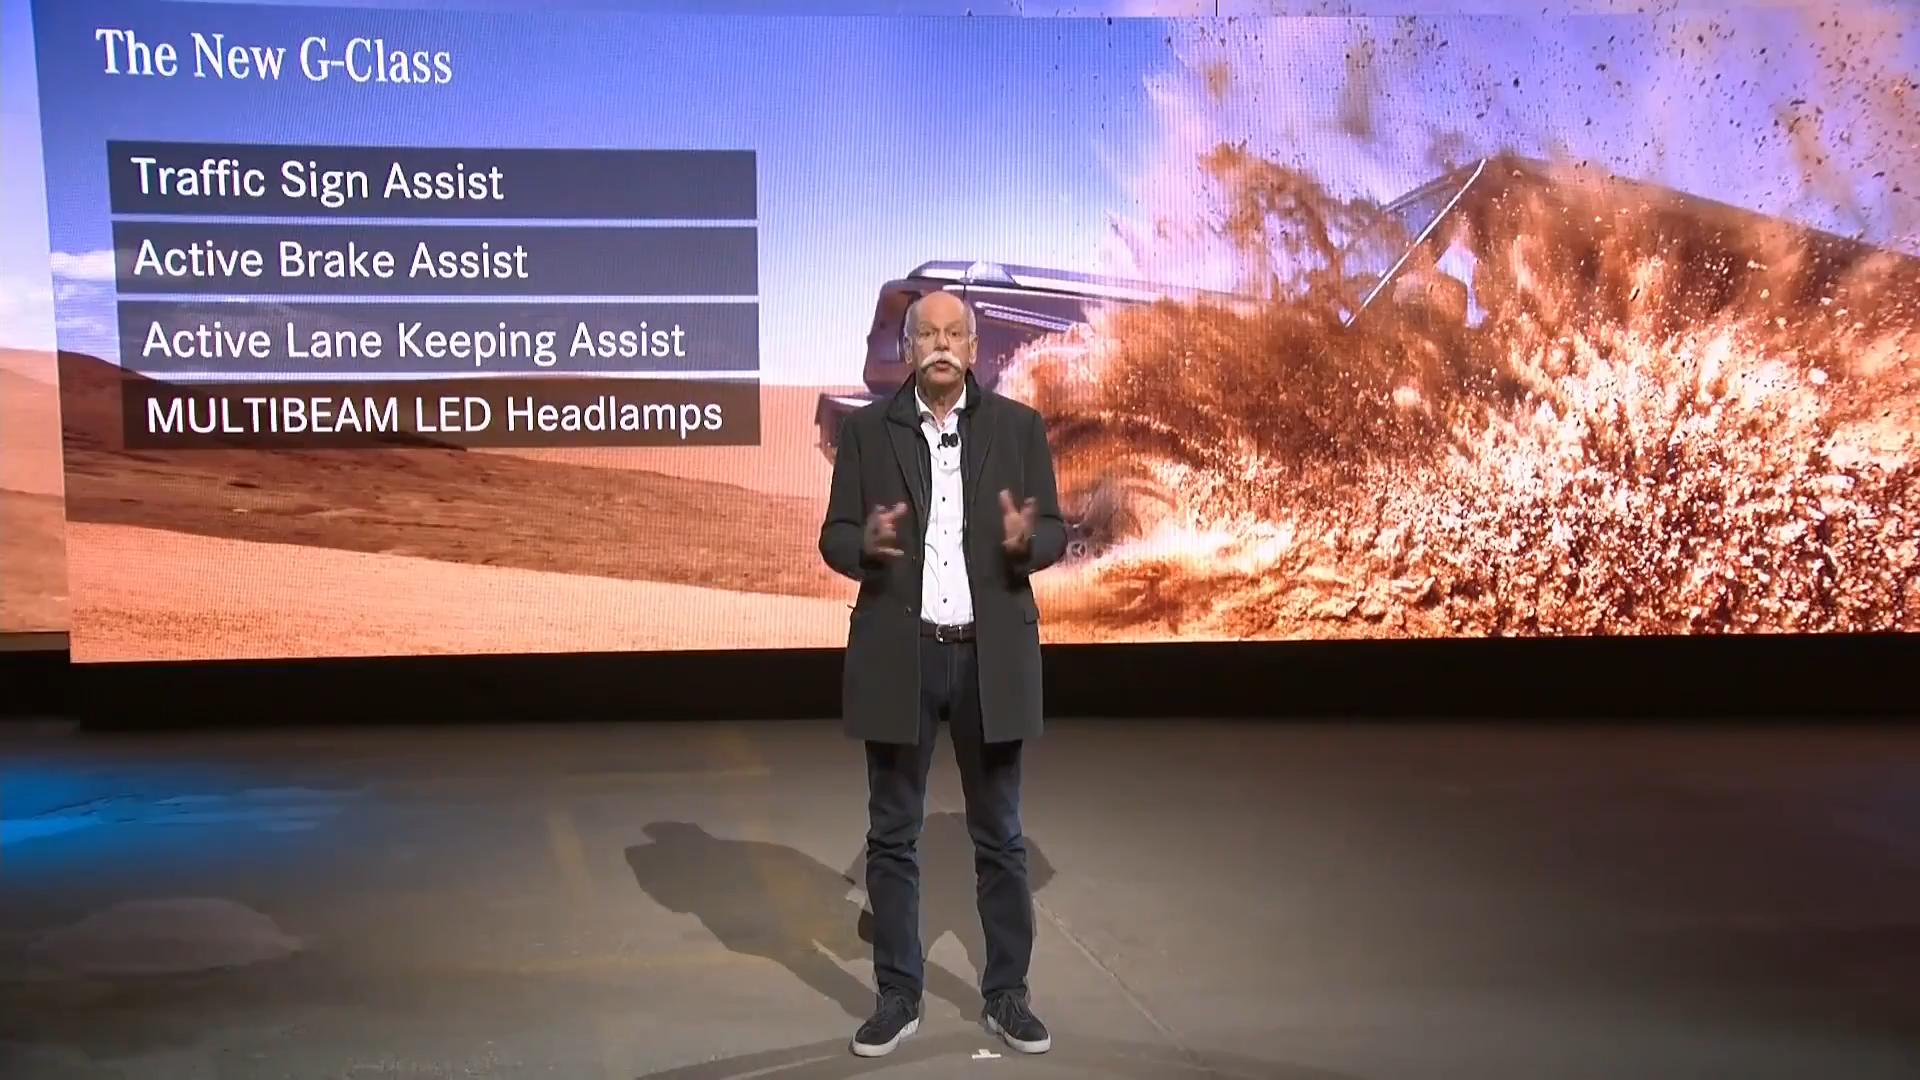 The New G-Class
Traffic Sign Assist
Active Brake Assist
Active Lane Keeping Assist
MULTIBEAM LED Headlamps